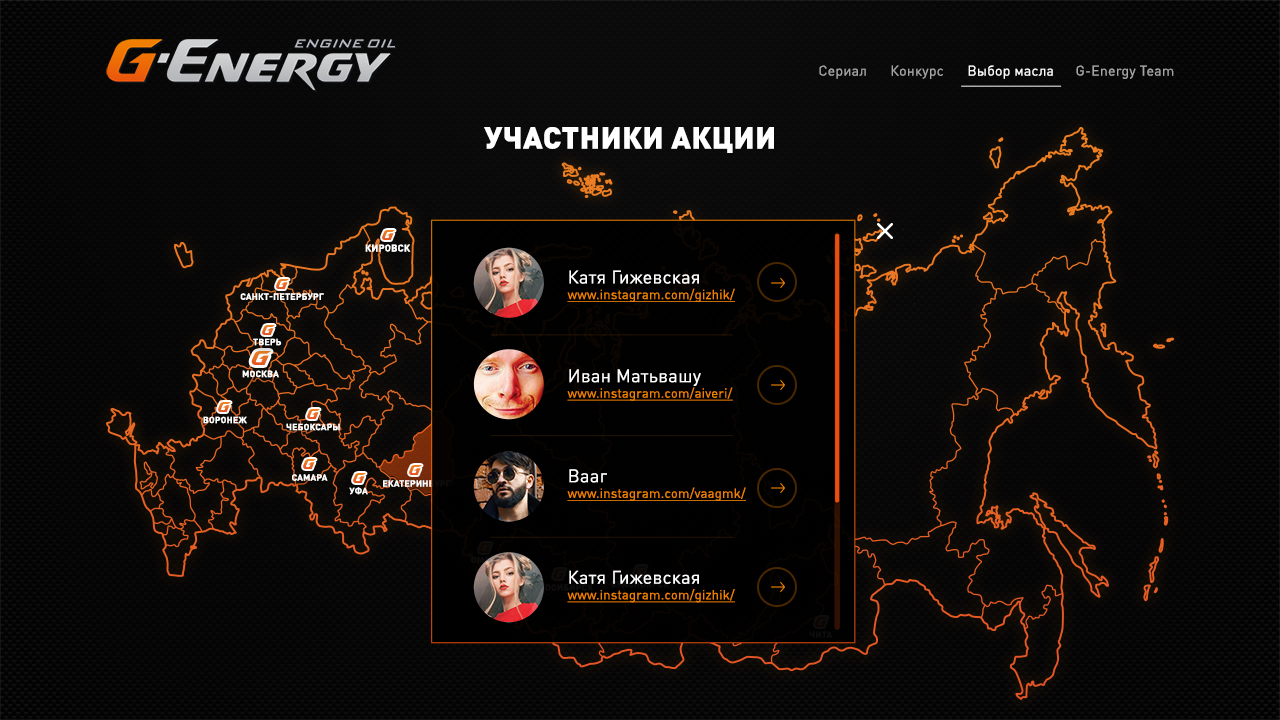 ENGINE OIL
G-ENERGY
Сериал
Конкурс
Выбор масла
G-Energy Team
УЧАСТНИКИ АКЦИИ
КИРОВСК
САНКТ-ПЕТЕРБУРГ
ТВЕРЬ
МОСКВА
ВОРОНЕЖ
ЧЕБОКСАРЫ
САМАРА
УФА
ЕКАТЕРИНБУРГ
Катя Гижевская
www.instagram.com/gizhik/
Иван Матьвашу
www.instagram.com/aiveri/
Вааг
www.instagram.com/vaagmk/
Катя Гижевская
www.instagram.com/gizhik/
ЧИТА